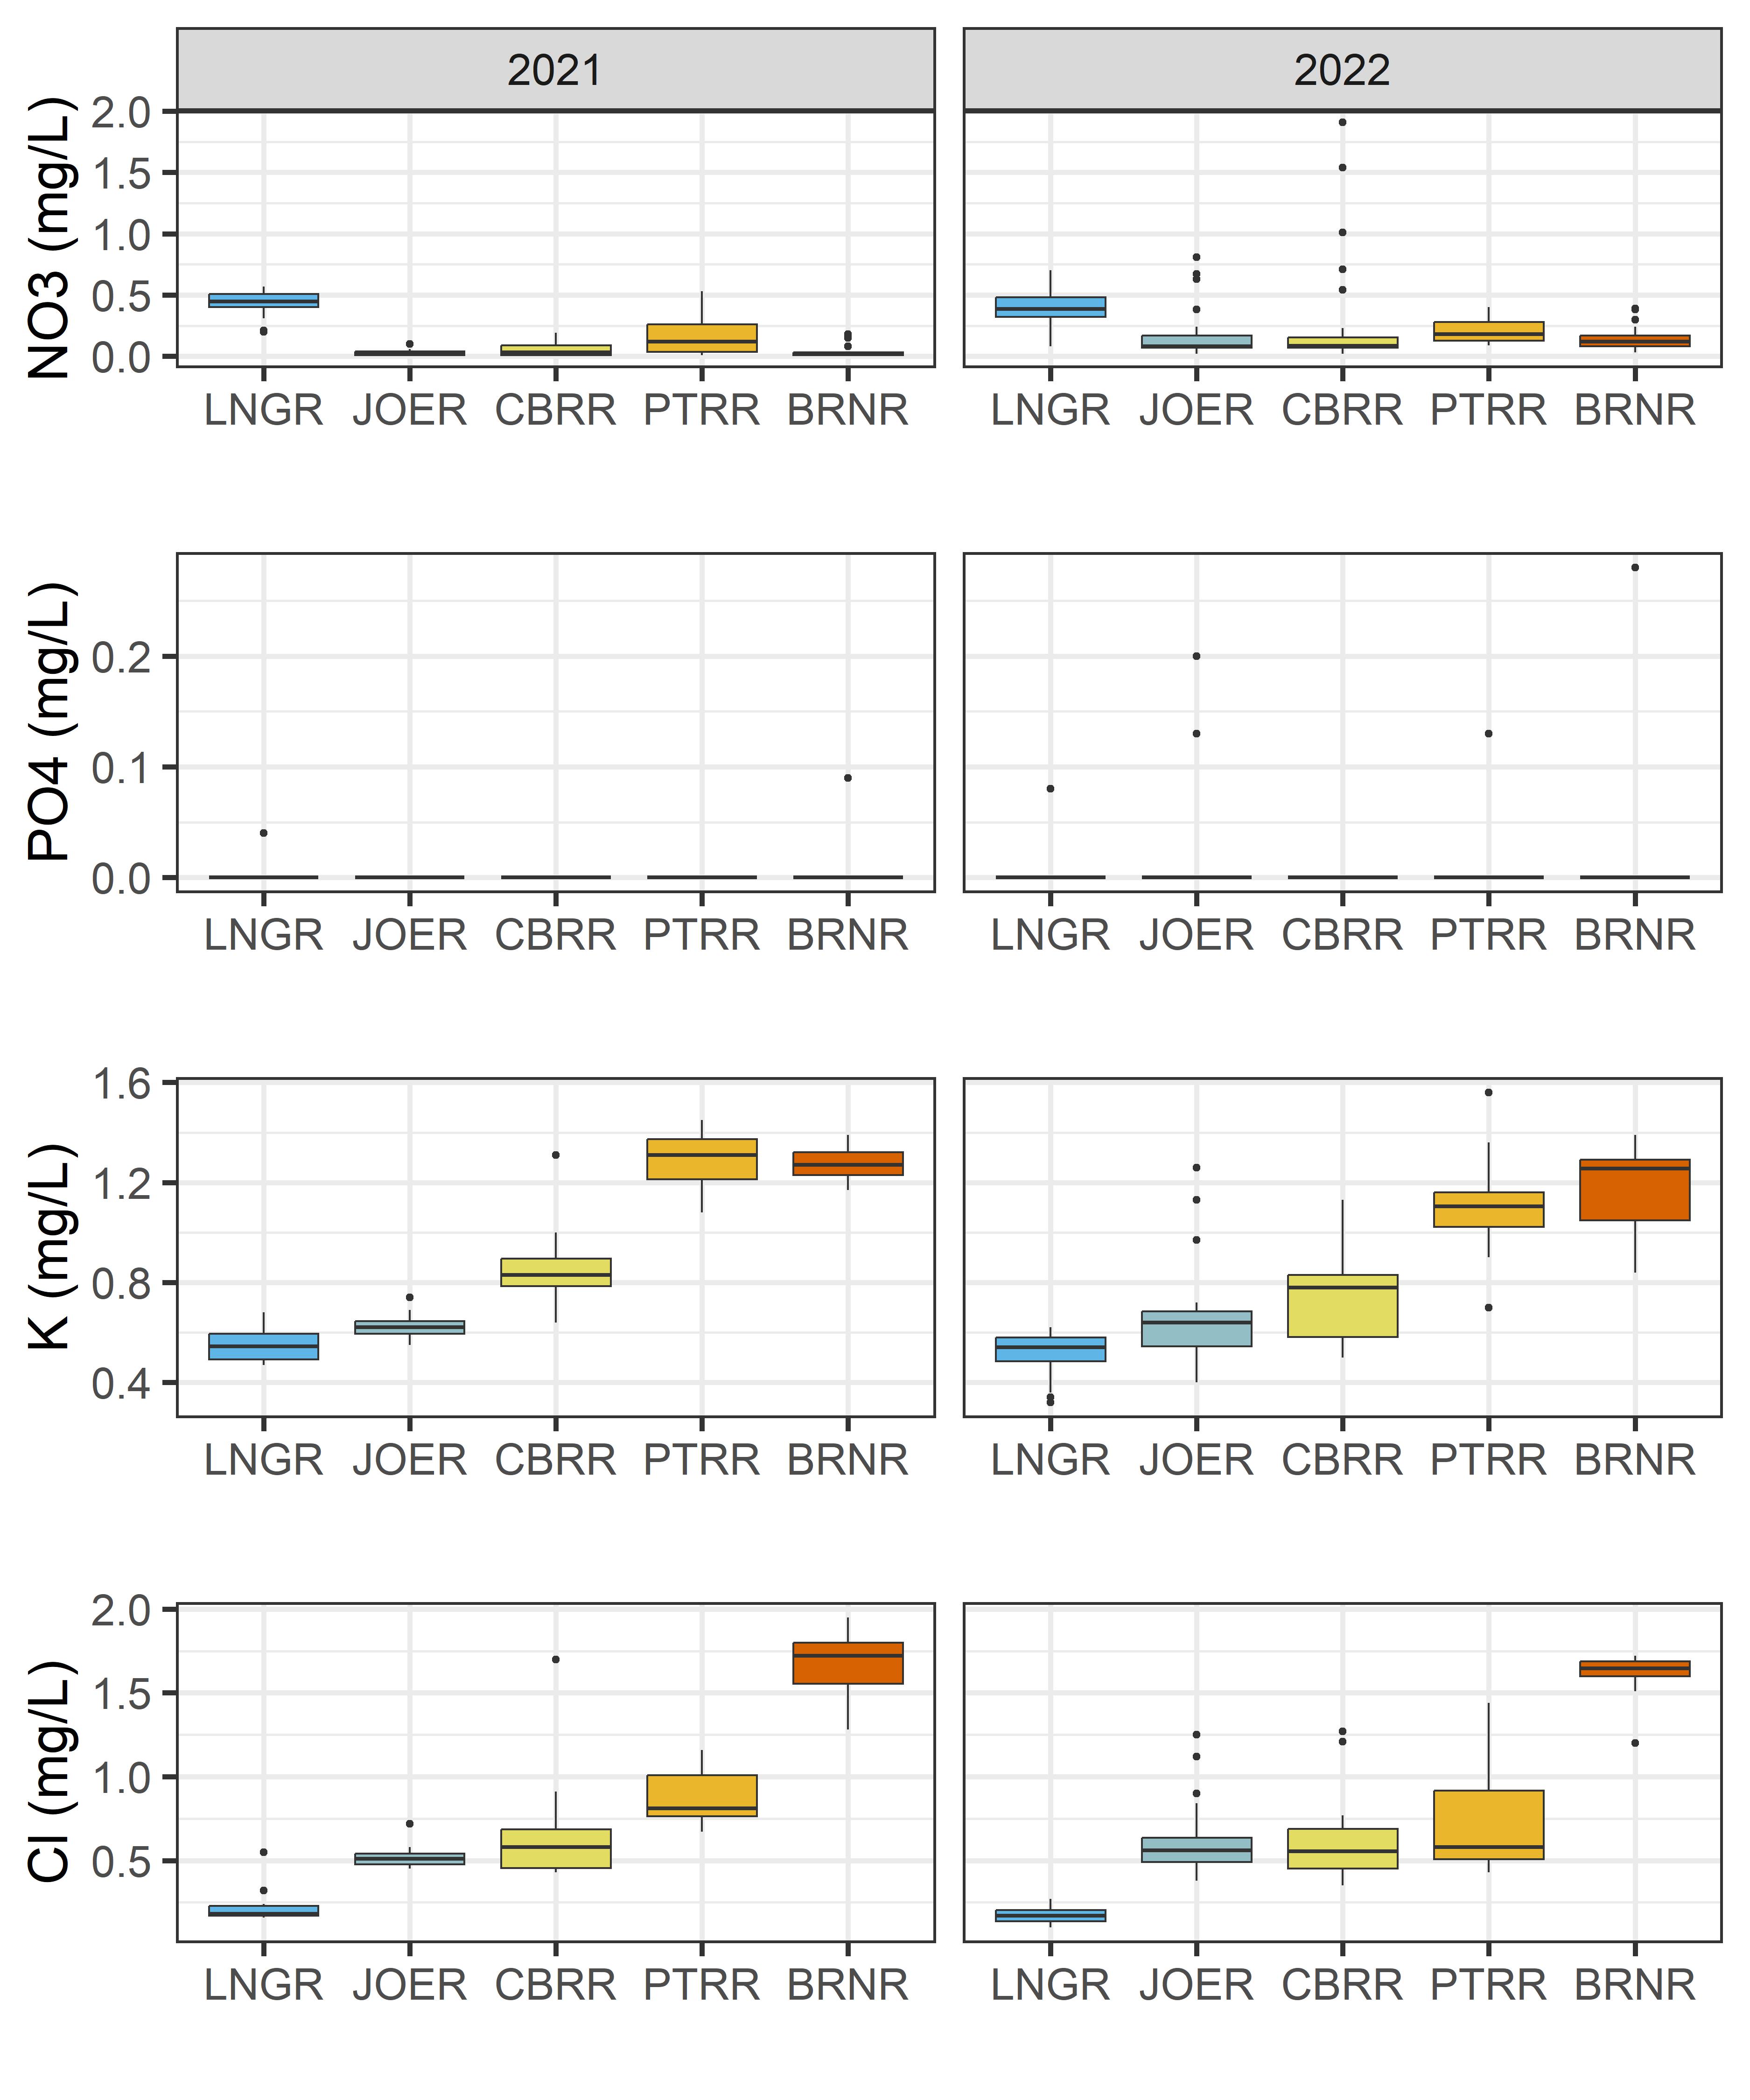 2021 2022
NO3 (mg/L)
2.0
1.5
1.0
0.5
0.0
LNGR JOER CBRR PTRR BRNR LNGR JOER CBRR PTRR BRNR
PO4 (mg/L)
0.2
0.1
0.0
LNGR JOER CBRR PTRR BRNR LNGR JOER CBRR PTRR BRNR
K (mg/L)
1.6
1.2
0.8
0.4
LNGR JOER CBRR PTRR BRNR LNGR JOER CBRR PTRR BRNR
Cl (mg/L)
2.0
1.5
1.0
0.5
LNGR JOER CBRR PTRR BRNR LNGR JOER CBRR PTRR BRNR